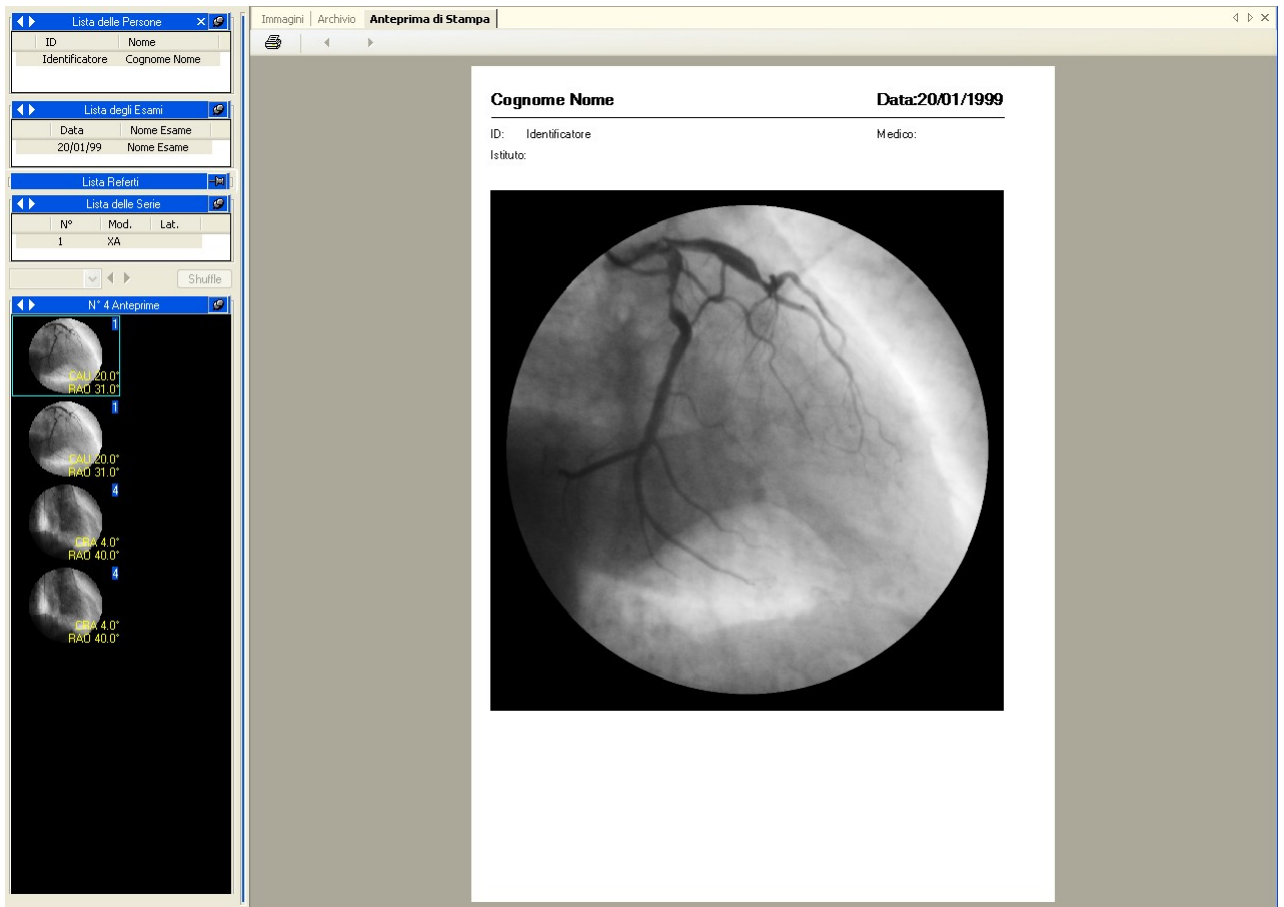 Lista delle Persone
ID Nome
Identificatore Cognome Nome
Lista degli Esami
Data Nome Esame
20/01/99 Nome Esame
Lista Referti
Lista delle Serie
N° Mod. Lat.
1 XA
Shuffle
N° 4 Anteprime
1
CAU 20.0°
RAO 31.0°
1
CAU 20.0°
RAO 31.0°
4
CRA 4.0°
RAO 40.0°
4
CRA 4.0°
RAO 40.0°
Immagini Archivio Anteprima di Stampa
Cognome Nome Data:20/01/1999
ID: Identificatore Medico:
Istituto: